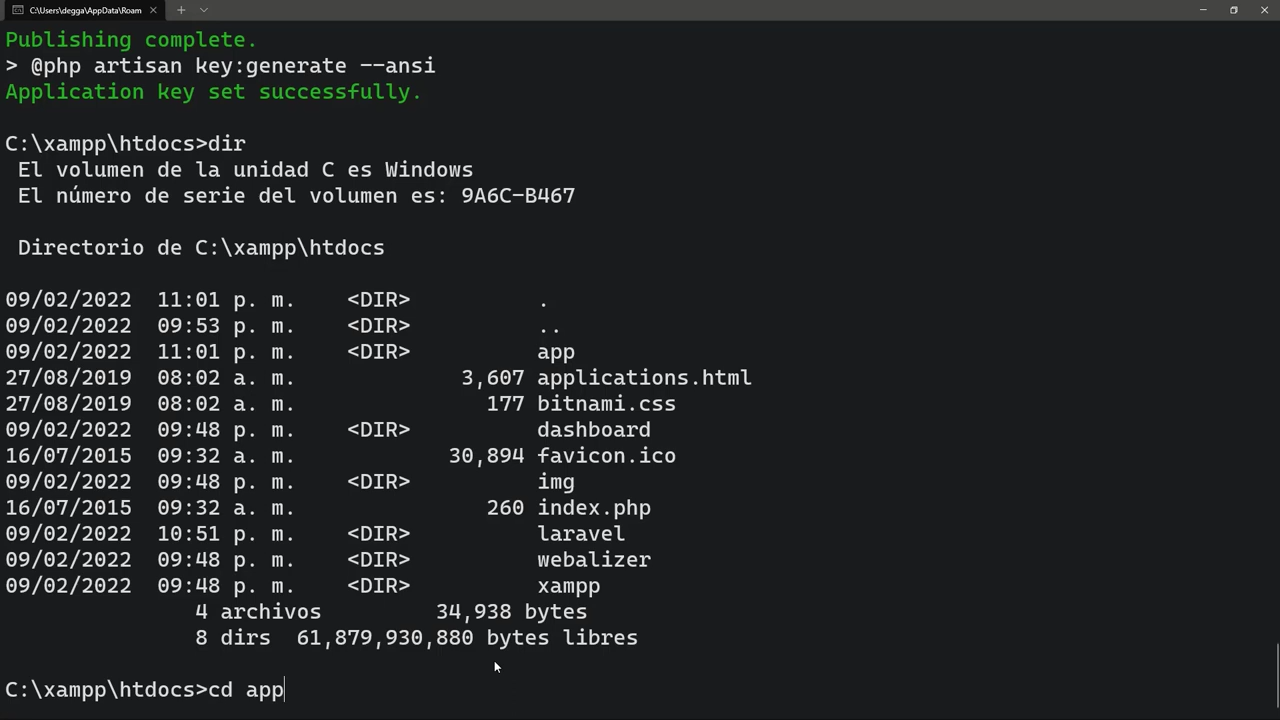 C:\Users\degga\AppData\Roam
Publishing complete.
> @php artisan key:generate --ansi
Application key set successfully.
C:\xampp\htdocs>dir
El volumen de la unidad C es Windows
El número de serie del volumen es: 9A6C-B467
Directorio de C:\xampp\htdocs
09/02/2022  11:01 p. m.    <DIR>          .
09/02/2022  09:53 p. m.    <DIR>          ..
09/02/2022  11:01 p. m.    <DIR>          app
27/08/2019  08:02 a. m.             3,607 applications.html
27/08/2019  08:02 a. m.               177 bitnami.css
09/02/2022  09:48 p. m.    <DIR>          dashboard
16/07/2015  09:32 a. m.            30,894 favicon.ico
09/02/2022  09:48 p. m.    <DIR>          img
16/07/2015  09:32 a. m.               260 index.php
09/02/2022  10:51 p. m.    <DIR>          laravel
09/02/2022  09:48 p. m.    <DIR>          webalizer
09/02/2022  09:48 p. m.    <DIR>          xampp
4 archivos         34,938 bytes
8 dirs  61,879,930,880 bytes libres
C:\xampp\htdocs>cd app